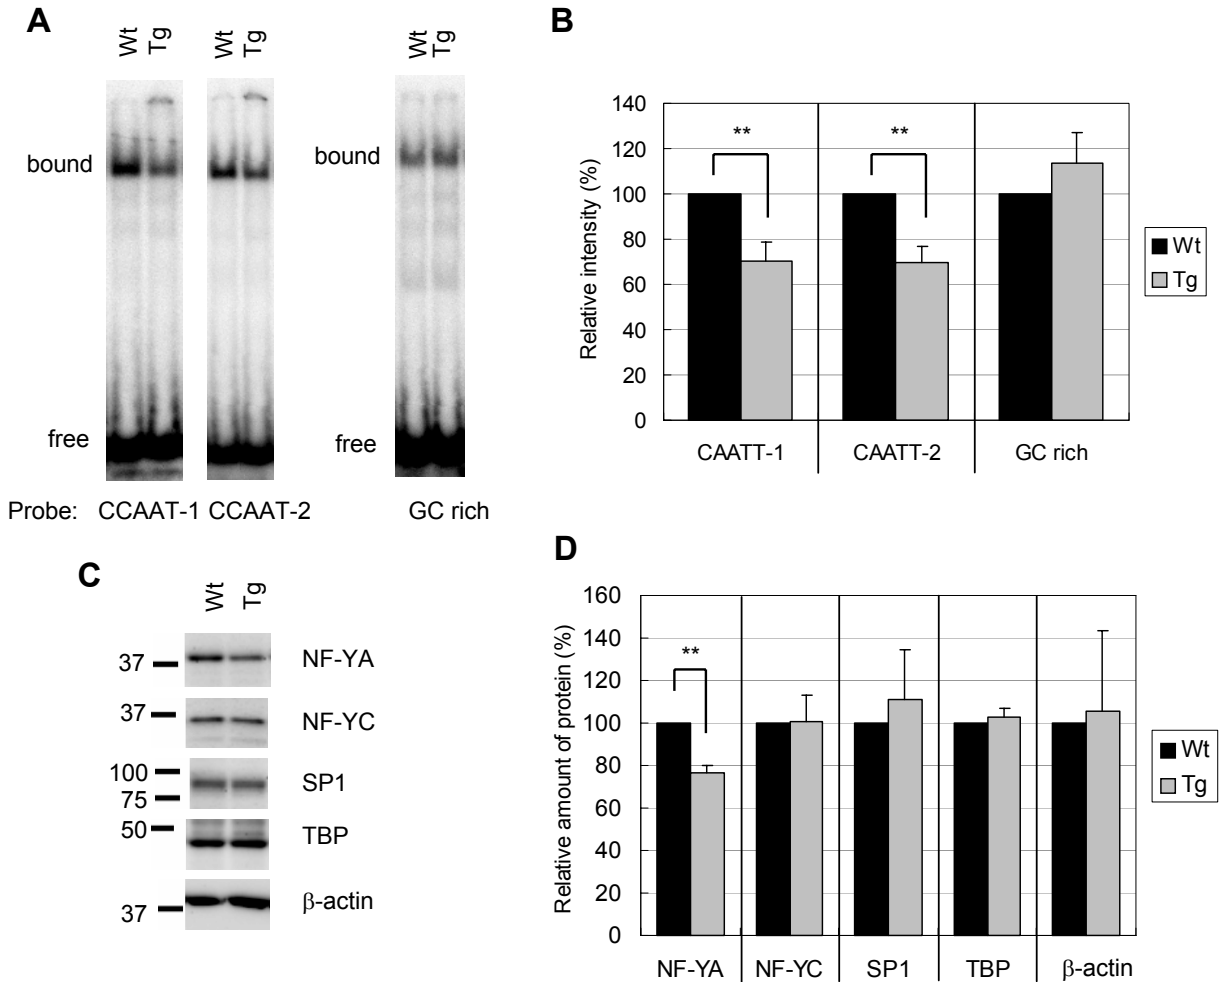 A
Wt Tg Wt Tg Wt Tg
bound
bound
free
free
Probe: CCAAT-1 CCAAT-2 GC rich
B
Relative intensity (%)
140
120
100
80
60
40
20
0
CAATT-1 CAATT-2 GC rich
** **
Wt
Tg
C
Wt Tg
37 NF-YA
37 NF-YC
100
75
SP1
50
TBP
37
β-actin
D
Relative amount of protein (%)
160
140
120
100
80
60
40
20
0
**
NF-YA NF-YC SP1 TBP β-actin
Wt
Tg